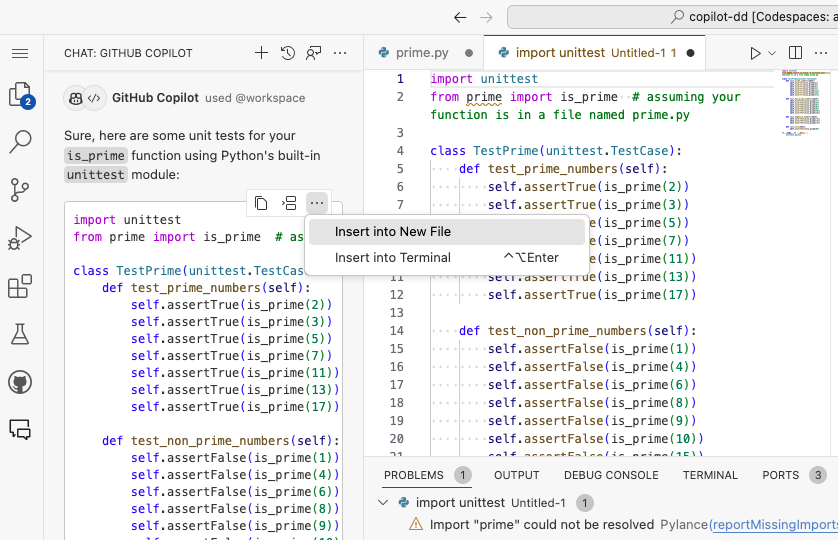 copilot-dd [Codespaces: a
CHAT: GITHUB COPILOT
2
GitHub Copilot used @workspace
Sure, here are some unit tests for your
is_prime function using Python's built-in
unittest module:
import unittest
from prime import is_prime # as
class TestPrime(unittest.TestCas
def test_prime_numbers(self):
self.assertTrue(is_prime(2))
self.assertTrue(is_prime(3))
self.assertTrue(is_prime(5))
self.assertTrue(is_prime(7))
self.assertTrue(is_prime(11))
self.assertTrue(is_prime(13))
self.assertTrue(is_prime(17))
def test_non_prime_numbers(self):
self.assertFalse(is_prime(1))
self.assertFalse(is_prime(4))
self.assertFalse(is_prime(6))
self.assertFalse(is_prime(8))
self.assertFalse(is_prime(9))
Insert into New File
Insert into Terminal ^⌥Enter
prime.py
import unittest Untitled-1 1
1 import unittest
2 from prime import is_prime # assuming your
function is in a file named prime.py
3
4 class TestPrime(unittest.TestCase):
5 def test_prime_numbers(self):
6 self.assertTrue(is_prime(2))
7 self.assertTrue(is_prime(3))
e(is_prime(5))
e(is_prime(7))
e(is_prime(11))
11 self.assertTrue(is_prime(13))
12 self.assertTrue(is_prime(17))
13
14 def test_non_prime_numbers(self):
15 self.assertFalse(is_prime(1))
16 self.assertFalse(is_prime(4))
17 self.assertFalse(is_prime(6))
18 self.assertFalse(is_prime(8))
19 self.assertFalse(is_prime(9))
20 self.assertFalse(is_prime(10))
21 self.assertFalse(is_prime(15))
PROBLEMS 1 OUTPUT DEBUG CONSOLE TERMINAL PORTS 3
import unittest Untitled-1 1
Import "prime" could not be resolved Pylance(reportMissingImports